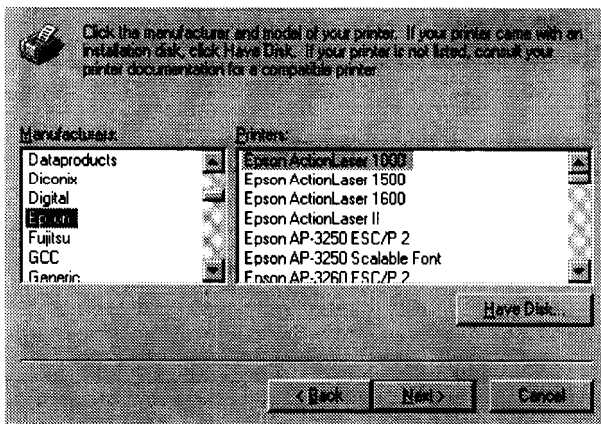 Click the manufacturer and model of your printer. If your printer came with an
installation disk, click Have Disk. If your printer is not listed, consult your
printer documentation for a compatible printer.
Manufacturers:
Printers:
Dataproducts
Diconix
Digital
Epson
Fujitsu
GCC
Generic
Epson ActionLaser 1000
Epson ActionLaser 1500
Epson ActionLaser 1600
Epson ActionLaser II
Epson AP-3250 ESC/P 2
Epson AP-3250 Scalable Font
Epson AP-3260 ESC/P 2
Have Disk...
< Back
Next >
Cancel